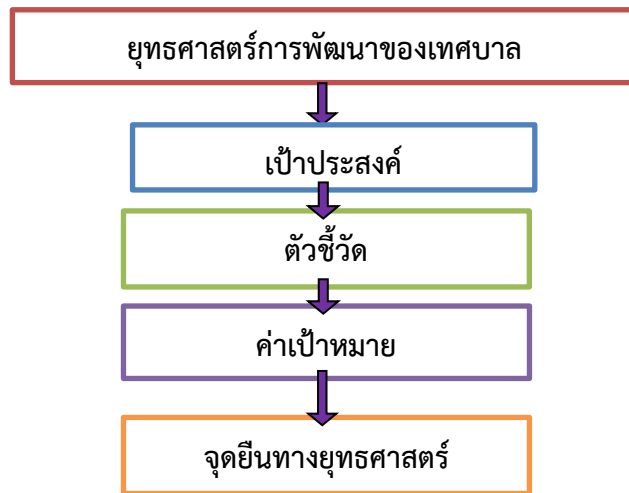 ยุทธศาสตร์การพัฒนาของเทศบาล
เป้าประสงค์
ตัวชี้วัด
ค่าเป้าหมาย
จุดยืนทางยุทธศาสตร์